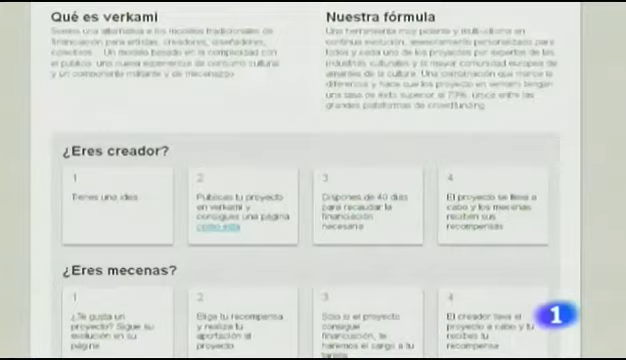 Qué es verkami
Somos una alternativa a los modelos tradicionales de
financiación para artistas, creadores, diseñadores,
colectivos... Un modelo basado en la complicidad con
el público: una nueva experiencia de consumo cultural
y un componente militante y de mecenazgo.
Nuestra fórmula
Una herramienta muy potente y multi-idioma en
continua evolución, asesoramiento personalizado para
todos y cada uno de los proyectos por expertos de las
industrias culturales y la mayor comunidad europea de
amantes de la cultura. Una combinación que marca la
diferencia y hace que los proyecto en verkami tengan
una tasa de éxito superior al 73%, única entre las
grandes plataformas de crowdfunding.
¿Eres creador?
1
Tienes una idea
2
Publicas tu proyecto
en verkami y
consigues una página
como esta
3
Dispones de 40 días
para recaudar la
financiación
necesaria
4
El proyecto se lleva a
cabo y los mecenas
reciben sus
recompensas
¿Eres mecenas?
1
¿Te gusta un
proyecto? Sigue su
evolución en su
página
2
Elige tu recompensa
y realiza tu
aportación al
proyecto
3
Sólo si el proyecto
consigue
financiación, te
haremos el cargo a tu
tarjeta
4
El creador lleva el
proyecto a cabo y tú
recibes tu
recompensa
1